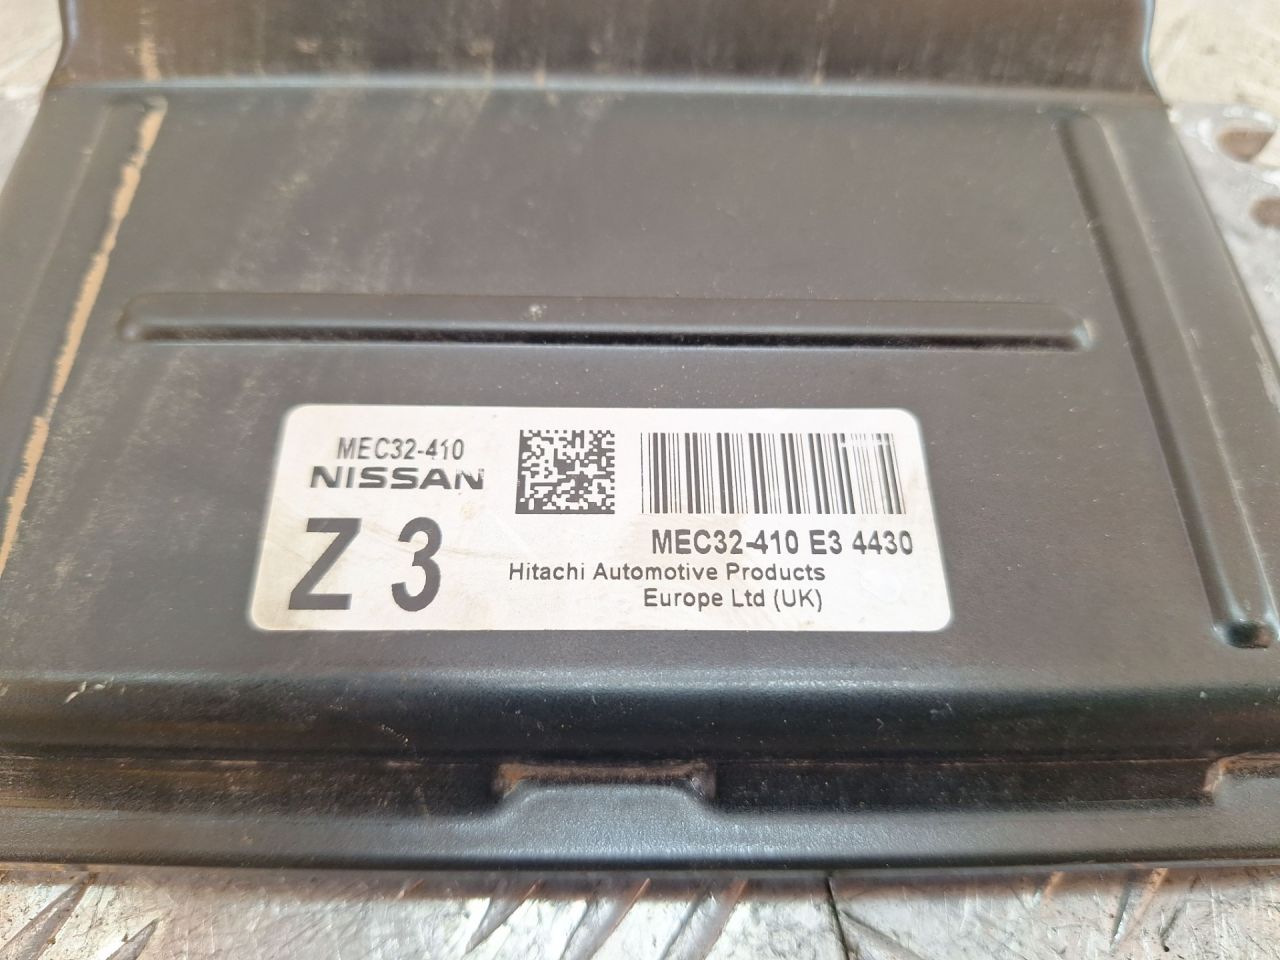 MEC32-410
NISSAN
Z 3
MEC32-410 E3 4430
Hitachi Automotive Products
Europe Ltd (UK)